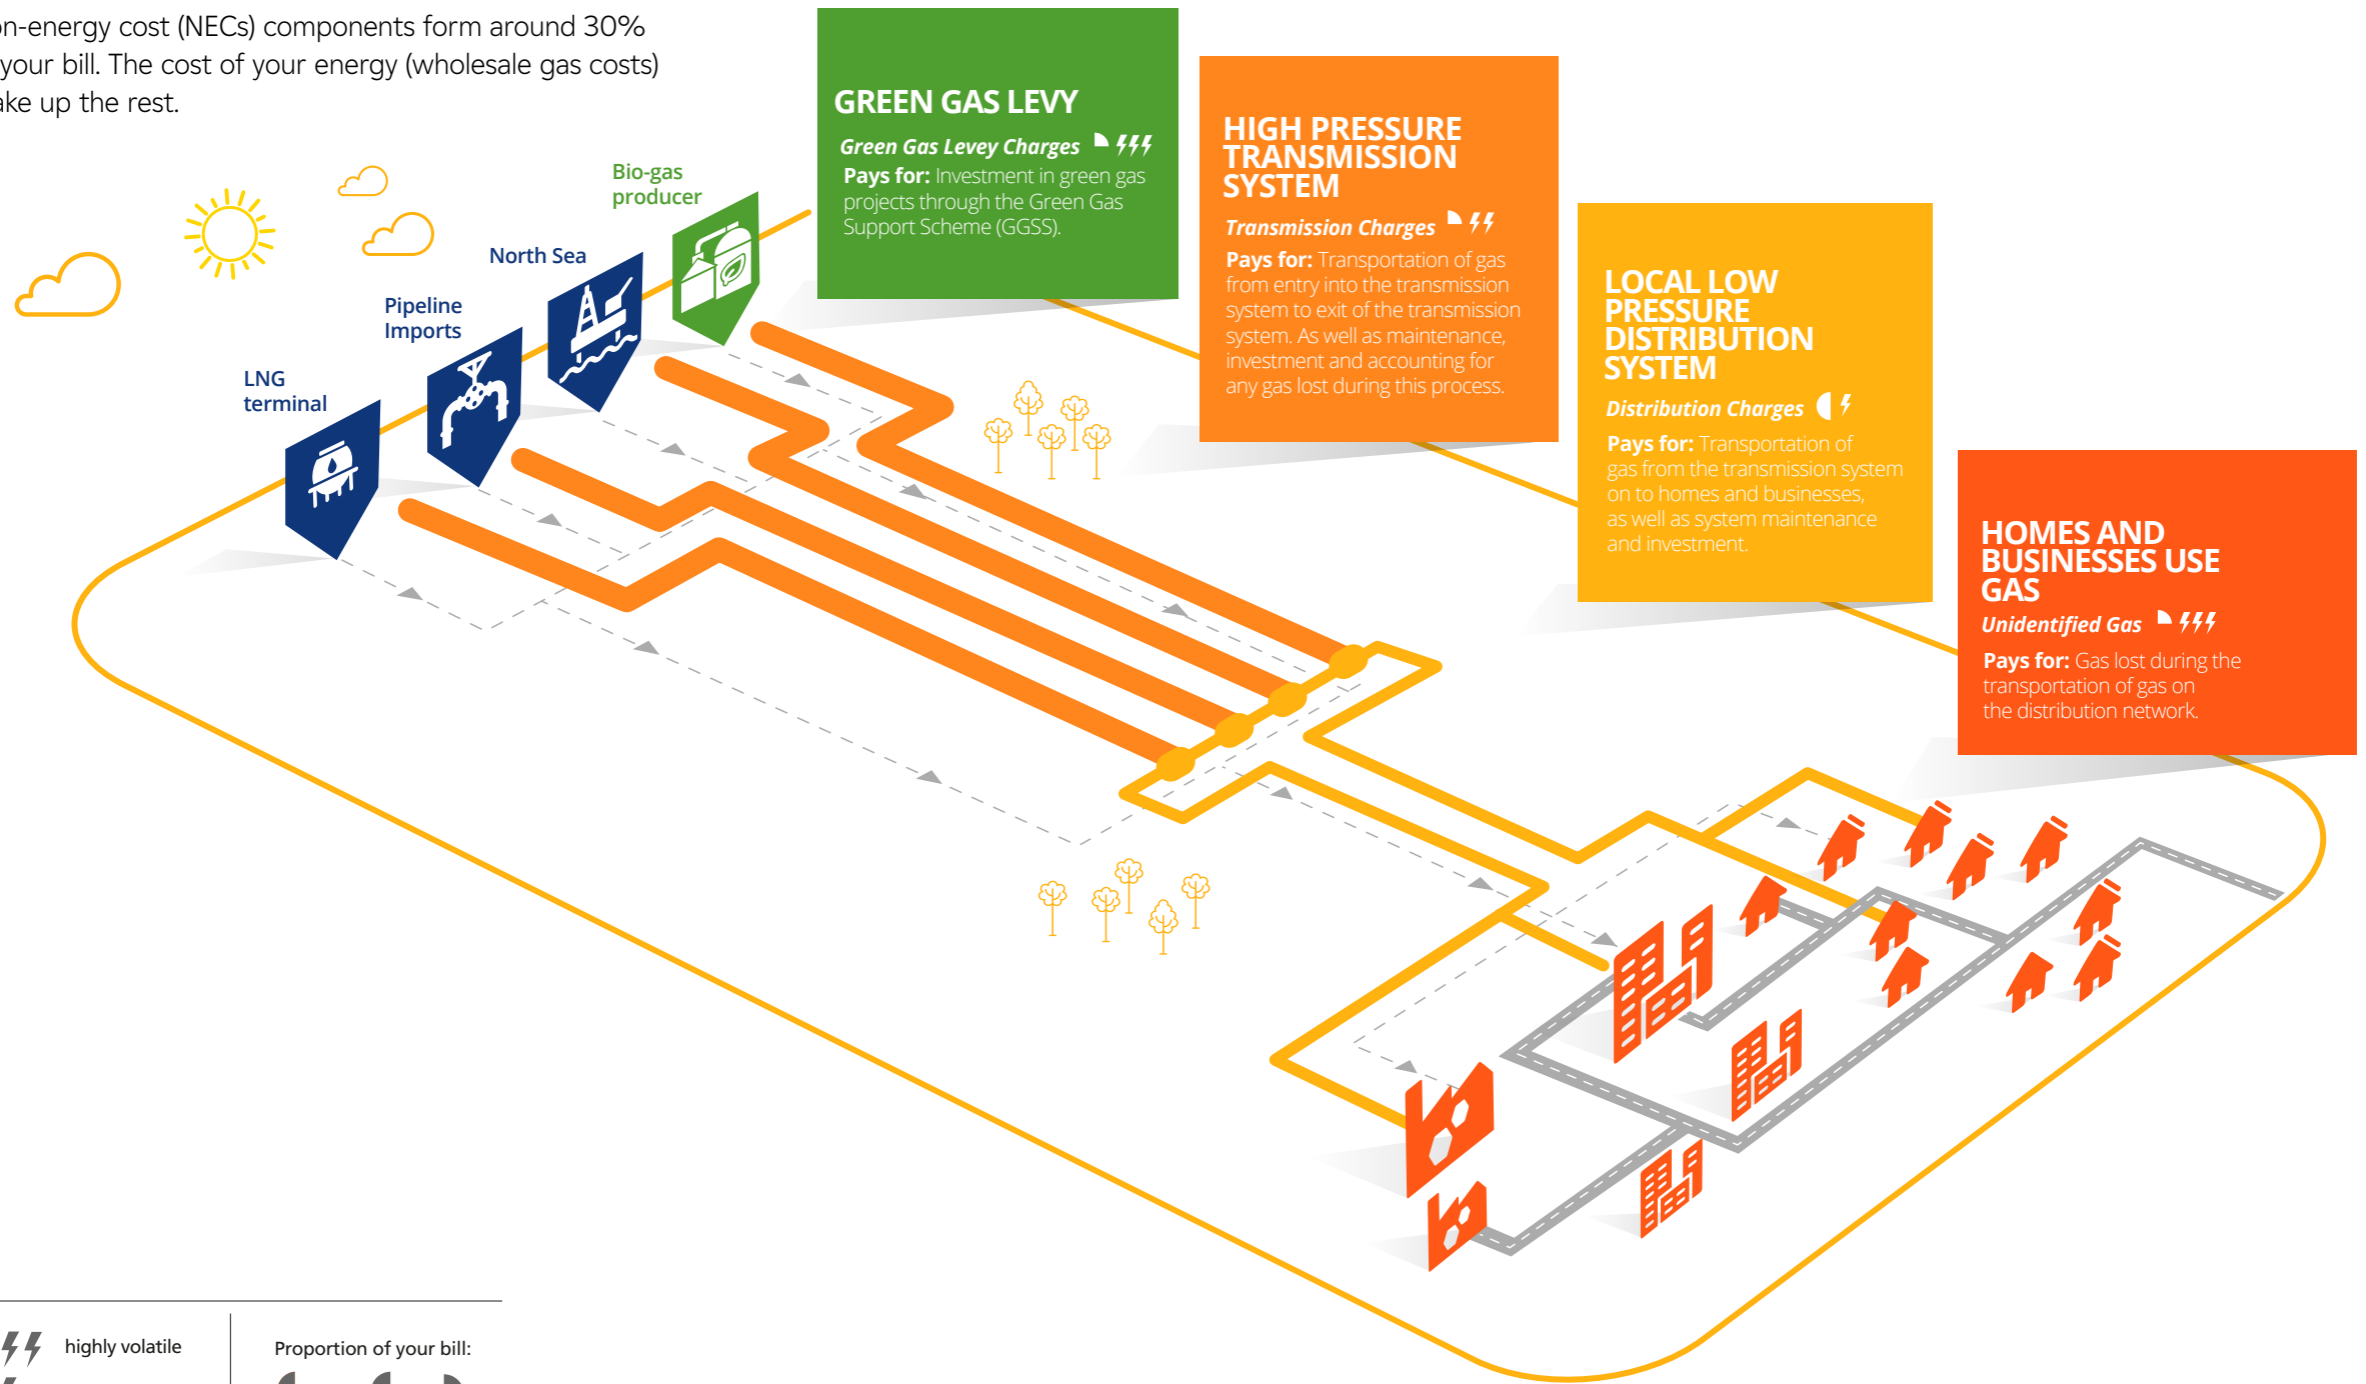 on-energy cost (NECs) components form around 30%
your bill. The cost of your energy (wholesale gas costs)
ake up the rest.
GREEN GAS LEVY
Green Gas Levey Charges
Pays for: Investment in green gas
projects through the Green Gas
Support Scheme (GGSS).
HIGH PRESSURE
TRANSMISSION
SYSTEM
Transmission Charges
Pays for: Transportation of gas
from entry into the transmission
system to exit of the transmission
system. As well as maintenance,
investment and accounting for
any gas lost during this process.
LOCAL LOW
PRESSURE
DISTRIBUTION
SYSTEM
Distribution Charges
Pays for: Transportation of
gas from the transmission system
on to homes and businesses,
as well as system maintenance
and investment.
HOMES AND
BUSINESSES USE
GAS
Unidentified Gas
Pays for: Gas lost during the
transportation of gas on
the distribution network.
Bio-gas
producer
North Sea
Pipeline
Imports
LNG
terminal
highly volatile
Proportion of your bill: